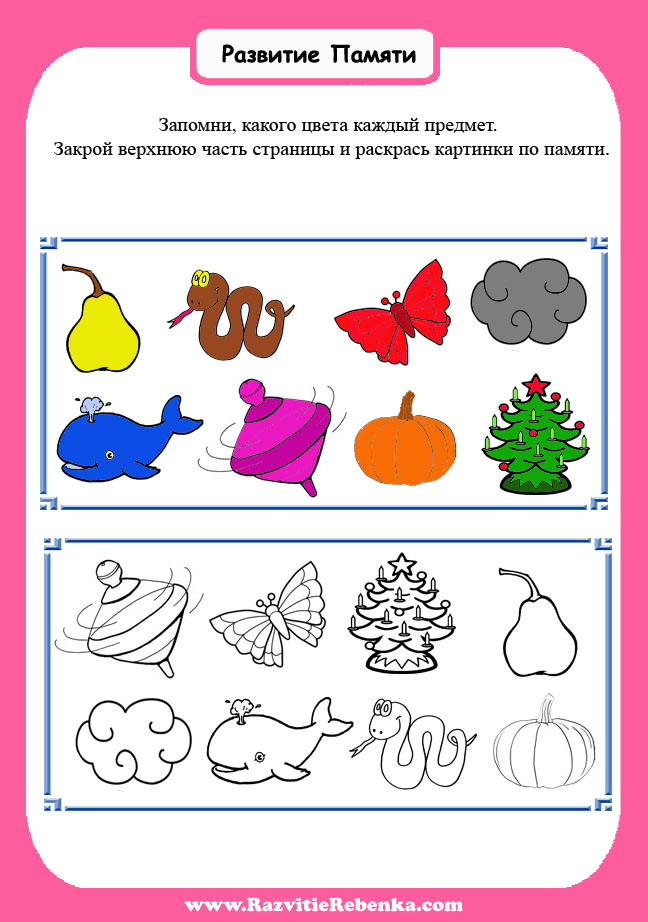 Развитие Памяти
Запомни, какого цвета каждый предмет.
Закрой верхнюю часть страницы и раскрась картинки по памяти.
www.RazvitieRebenka.com